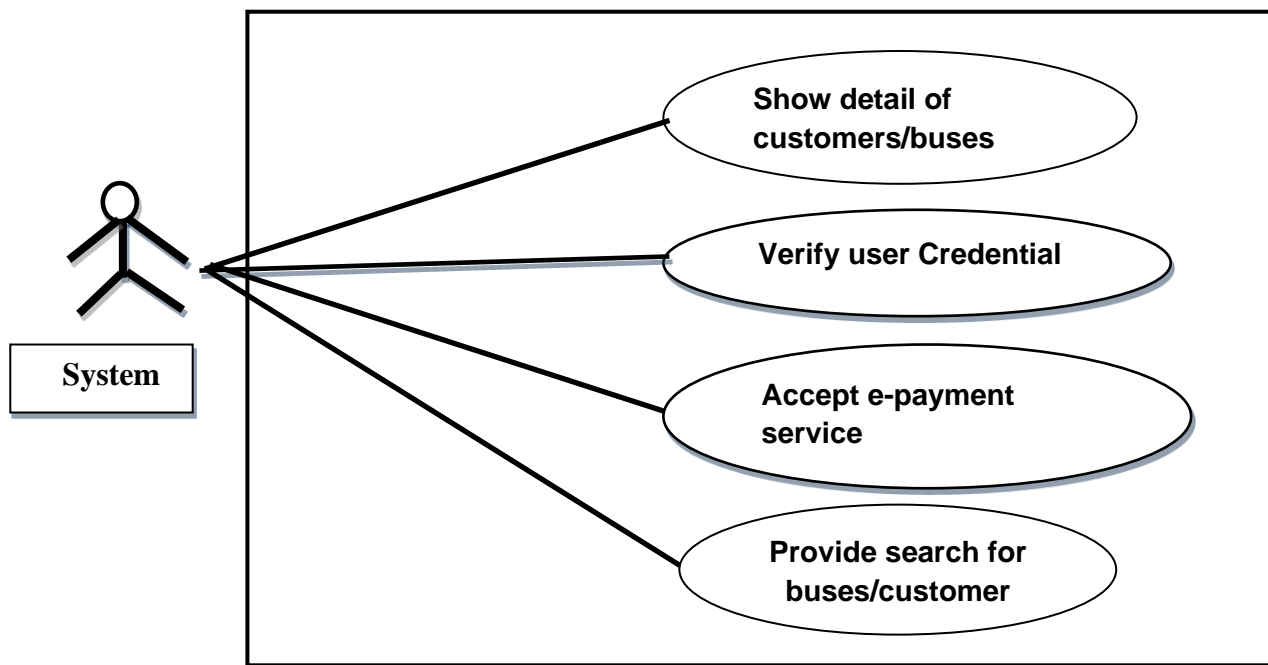 Show detail of
customers/buses
Verify user Credential
System
Accept e-payment
service
Provide search for
buses/customer